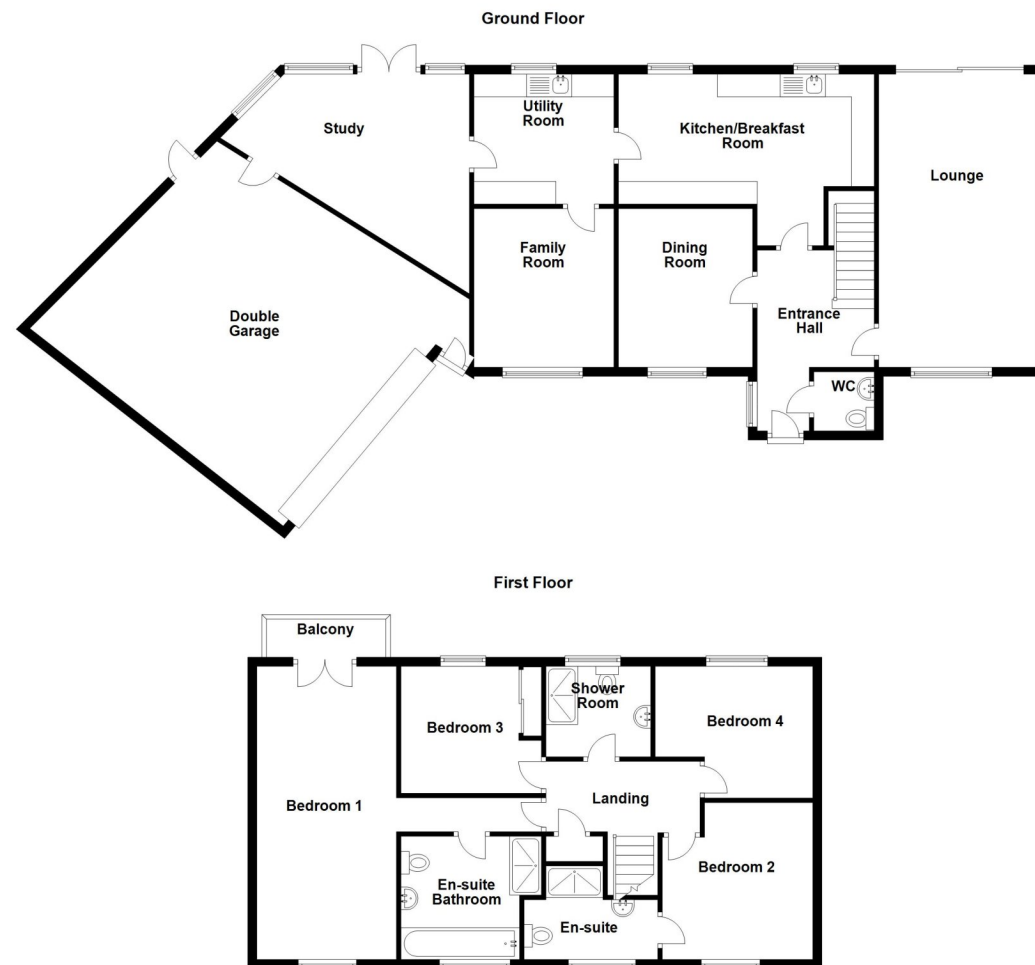 Ground Floor
Utility
Room
Study
Kitchen/Breakfast
Room
Lounge
Family
Room
Dining
Room
Double
Garage
Entrance
Hall
WC
First Floor
Balcony
Shower
Room
Bedroom 3
Bedroom 4
Bedroom 1
Landing
Bedroom 2
En-suite
Bathroom
En-suite